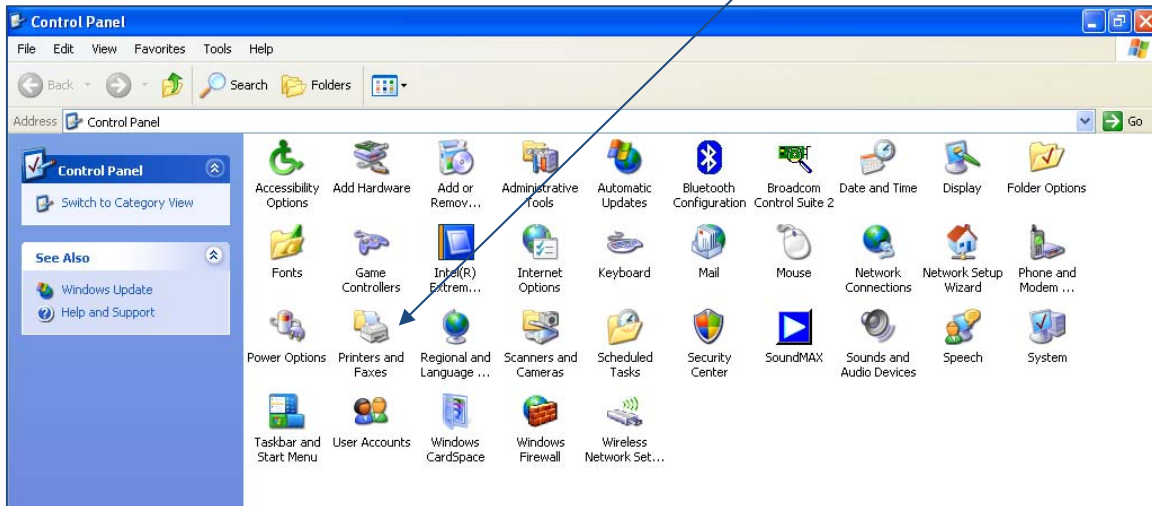 Control Panel
File Edit View Favorites Tools Help
Back Search Folders
Address Control Panel Go
Control Panel
Switch to Category View
See Also
Windows Update
Help and Support
Accessibility Options
Add Hardware
Add or Remov...
Administrative Tools
Automatic Updates
Bluetooth Configuration
Broadcom Control Suite 2
Date and Time
Display
Folder Options
Fonts
Game Controllers
Intel(R) Extrem...
Internet Options
Keyboard
Mail
Mouse
Network Connections
Network Setup Wizard
Phone and Modem ...
Power Options
Printers and Faxes
Regional and Language ...
Scanners and Cameras
Scheduled Tasks
Security Center
SoundMAX
Sounds and Audio Devices
Speech
System
Taskbar and Start Menu
User Accounts
Windows CardSpace
Windows Firewall
Wireless Network Set...